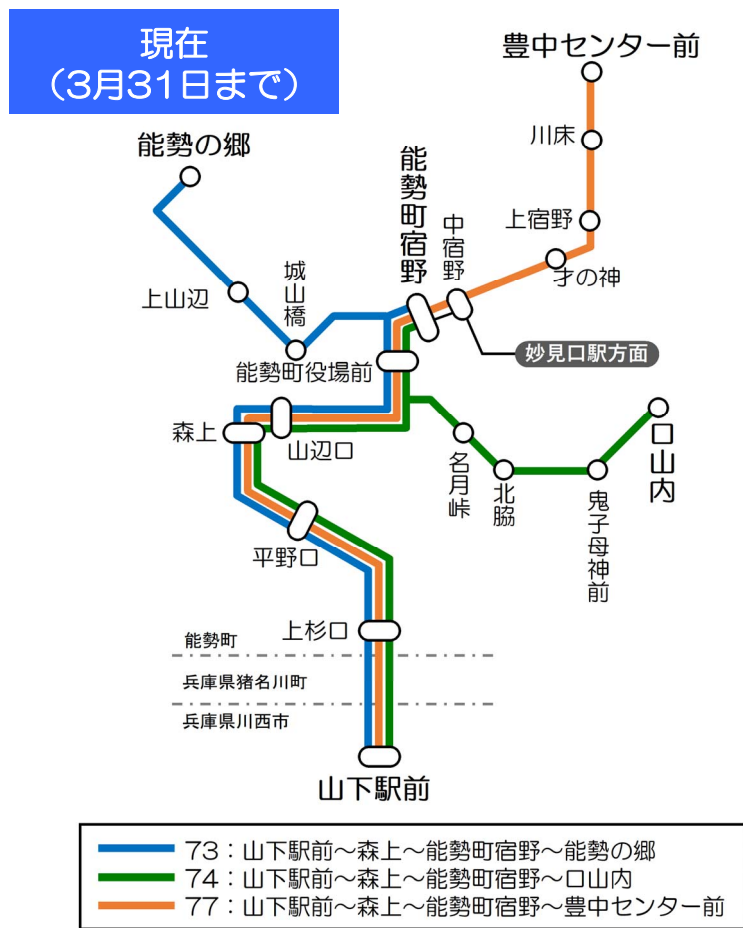 現在
（3月31日まで）
豊中センター前
川床
能勢の郷
能勢町宿野
中宿野
上宿野
才の神
城山橋
上山辺
妙見口駅方面
能勢町役場前
森上
山辺口
名月峠
北脇
鬼子母神前
口山内
平野口
上杉口
能勢町
兵庫県猪名川町
兵庫県川西市
山下駅前
73：山下駅前～森上～能勢町宿野～能勢の郷
74：山下駅前～森上～能勢町宿野～口山内
77：山下駅前～森上～能勢町宿野～豊中センター前